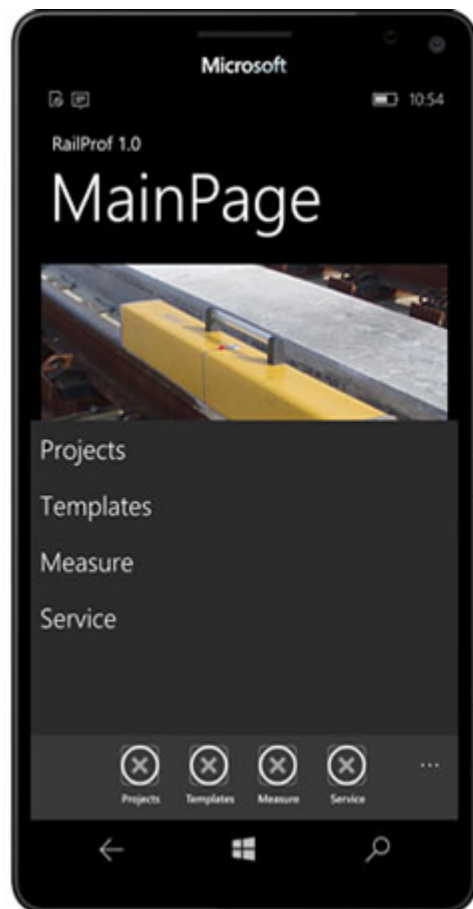 Microsoft
10:54
RailProf 1.0
MainPage
Projects
Templates
Measure
Service
Projects Templates Measure Service